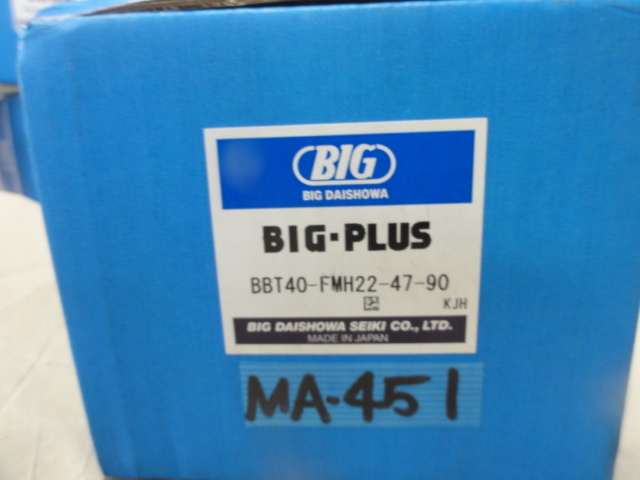 BIG
BIG DAISHOWA
BIG-PLUS
BBT40-FMH22-47-90
KJH
BIG DAISHOWA SEIKI CO., LTD.
MADE IN JAPAN
MA-451